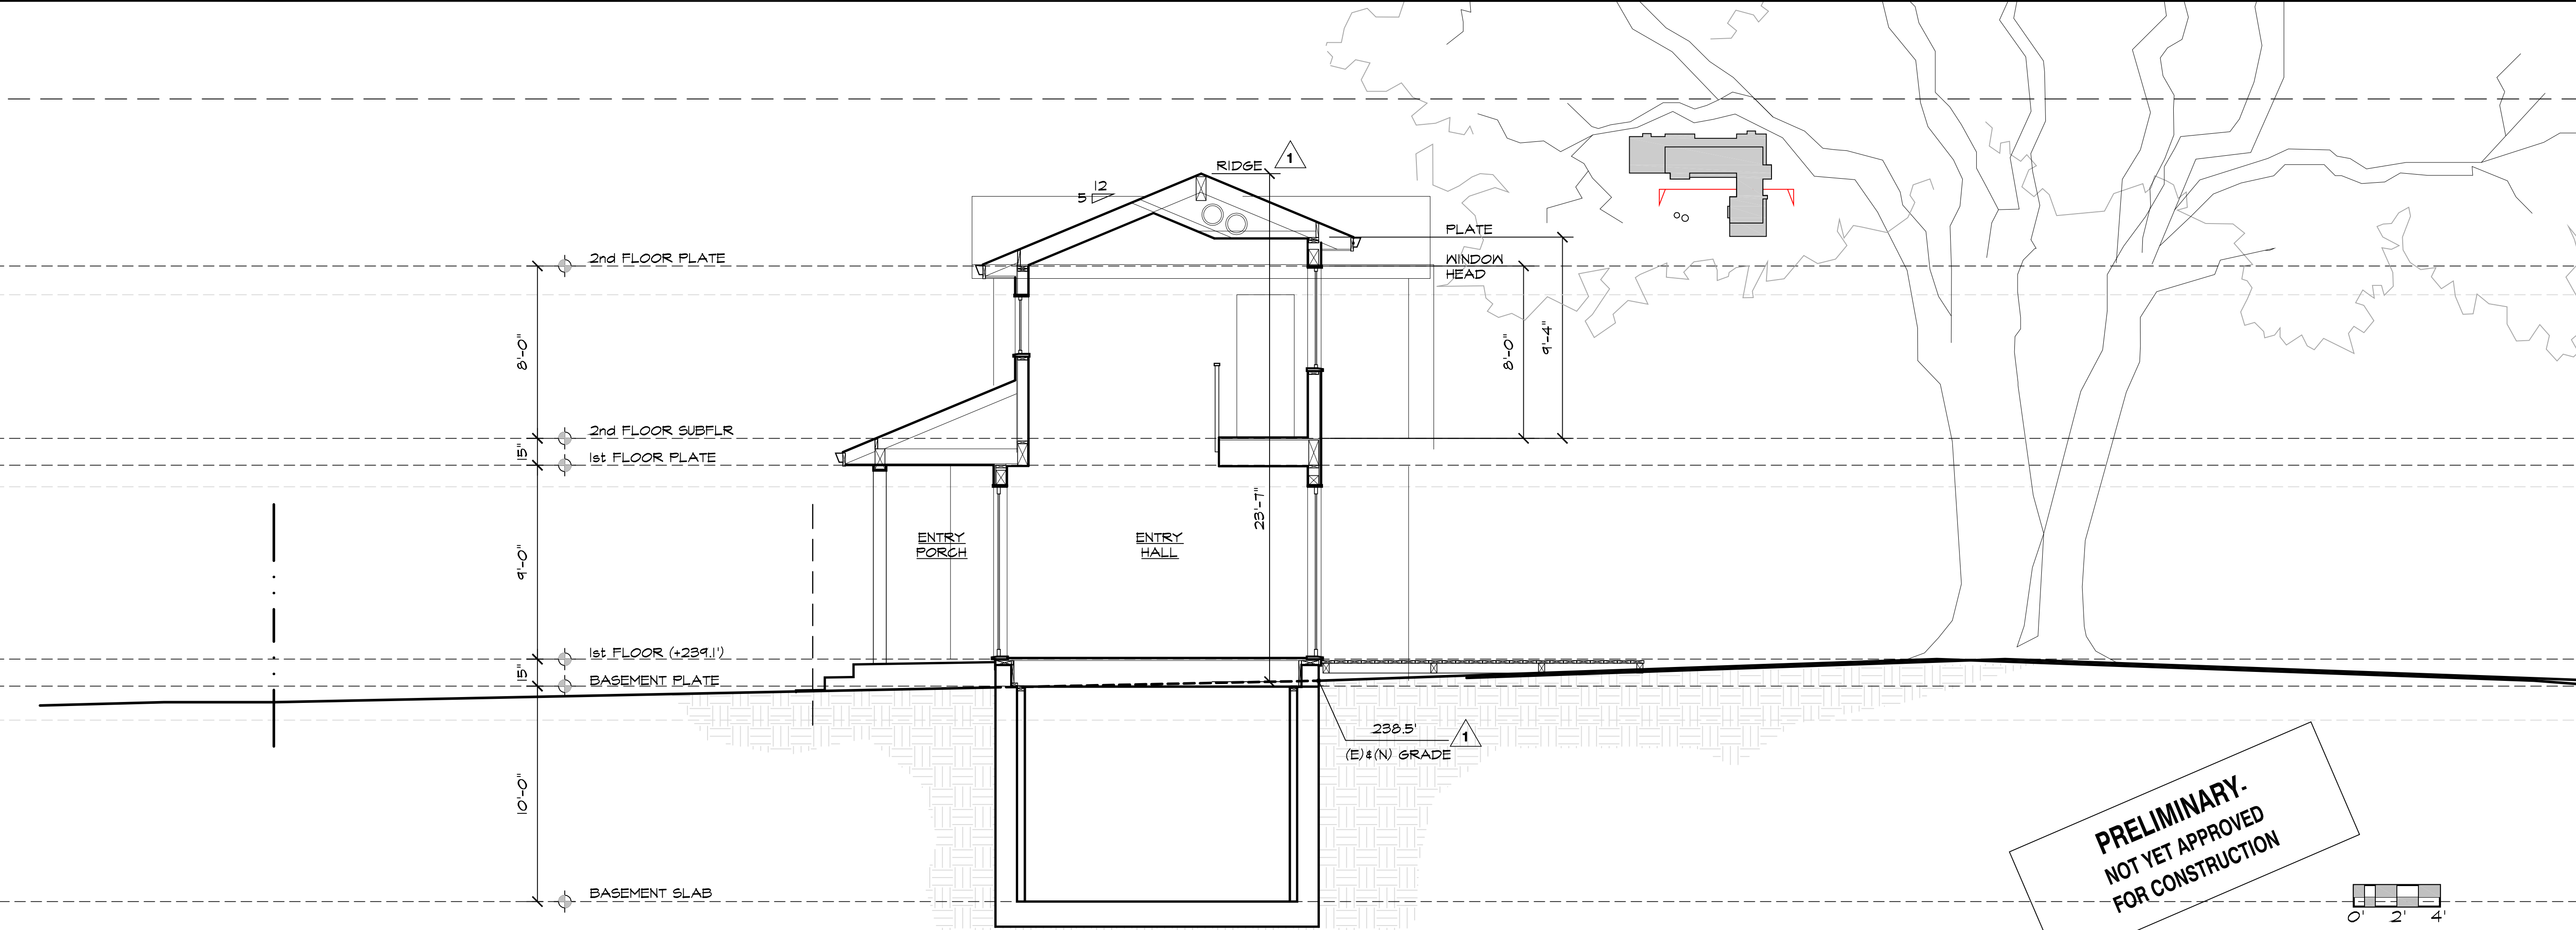 RIDGE
1
12
5
PLATE
2nd FLOOR PLATE
WINDOW
HEAD
8'-0"
8'-0"
9'-4"
2nd FLOOR SUBFLR
15"
1st FLOOR PLATE
23'-7"
ENTRY
PORCH
ENTRY
HALL
9'-0"
1st FLOOR (+239.1')
15"
BASEMENT PLATE
238.5'
1
(E)&(N) GRADE
10'-0"
PRELIMINARY-
NOT YET APPROVED
FOR CONSTRUCTION
BASEMENT SLAB
0' 2' 4'